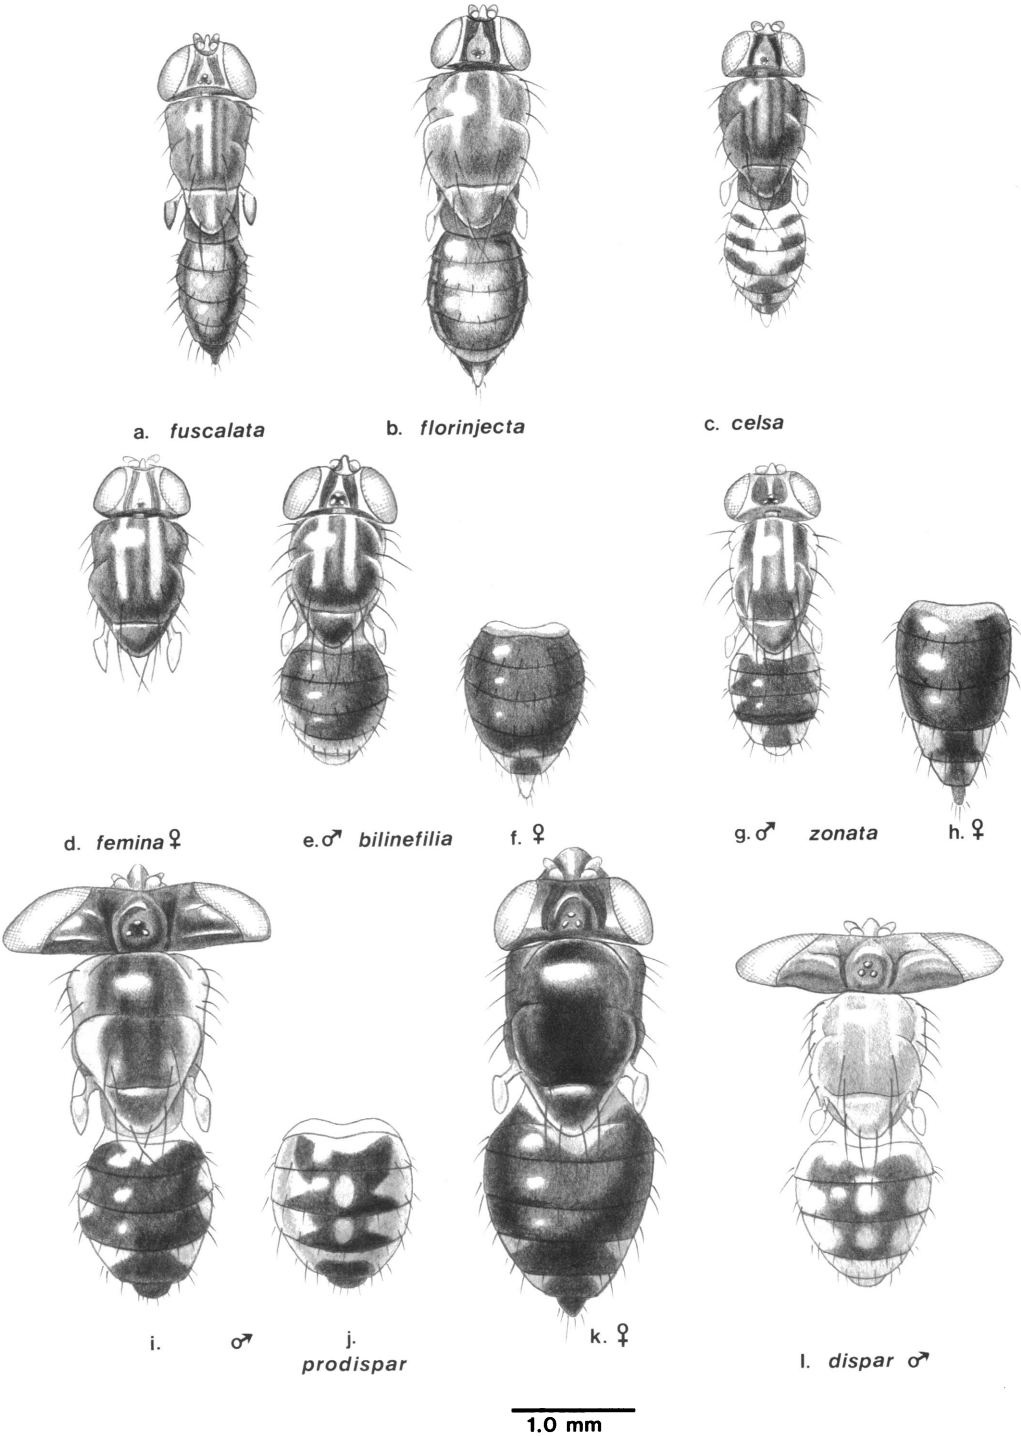 a. fuscalata
b. florinjecta
c. celsa
d. femina ♀
e. ♂ bilinefilia f. ♀
g. ♂ zonata h. ♀
i. ♂ j.
prodispar
k. ♀
l. dispar ♂
1.0 mm